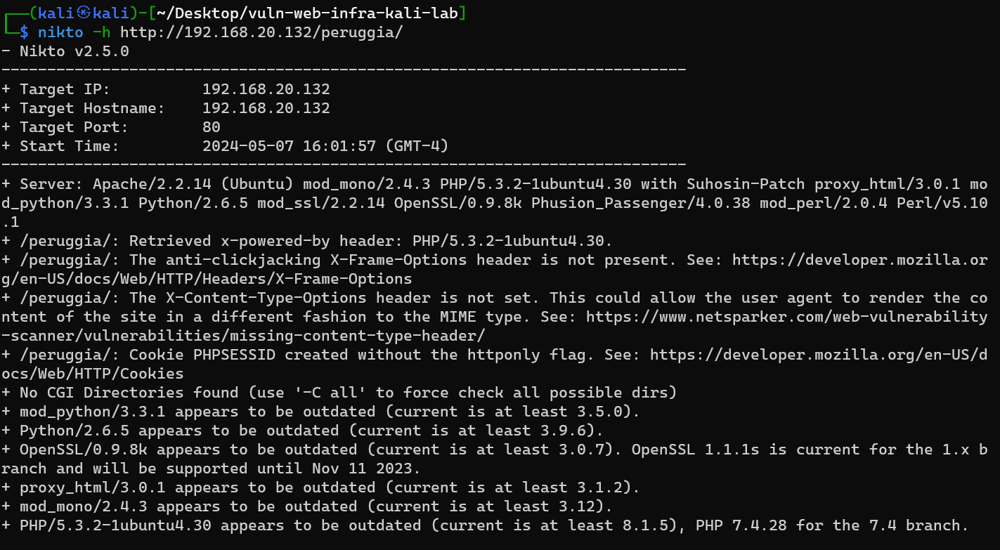 ┌──(kali㉿kali)-[~/Desktop/vuln-web-infra-kali-lab]
└─$ nikto -h http://192.168.20.132/peruggia/
- Nikto v2.5.0
---------------------------------------------------------------------------
+ Target IP:          192.168.20.132
+ Target Hostname:    192.168.20.132
+ Target Port:        80
+ Start Time:         2024-05-07 16:01:57 (GMT-4)
---------------------------------------------------------------------------
+ Server: Apache/2.2.14 (Ubuntu) mod_mono/2.4.3 PHP/5.3.2-1ubuntu4.30 with Suhosin-Patch proxy_html/3.0.1 mo
d_python/3.3.1 Python/2.6.5 mod_ssl/2.2.14 OpenSSL/0.9.8k Phusion_Passenger/4.0.38 mod_perl/2.0.4 Perl/v5.10
.1
+ /peruggia/: Retrieved x-powered-by header: PHP/5.3.2-1ubuntu4.30.
+ /peruggia/: The anti-clickjacking X-Frame-Options header is not present. See: https://developer.mozilla.or
g/en-US/docs/Web/HTTP/Headers/X-Frame-Options
+ /peruggia/: The X-Content-Type-Options header is not set. This could allow the user agent to render the co
ntent of the site in a different fashion to the MIME type. See: https://www.netsparker.com/web-vulnerability
-scanner/vulnerabilities/missing-content-type-header/
+ /peruggia/: Cookie PHPSESSID created without the httponly flag. See: https://developer.mozilla.org/en-US/d
ocs/Web/HTTP/Cookies
+ No CGI Directories found (use '-C all' to force check all possible dirs)
+ mod_python/3.3.1 appears to be outdated (current is at least 3.5.0).
+ Python/2.6.5 appears to be outdated (current is at least 3.9.6).
+ OpenSSL/0.9.8k appears to be outdated (current is at least 3.0.7). OpenSSL 1.1.1s is current for the 1.x b
ranch and will be supported until Nov 11 2023.
+ proxy_html/3.0.1 appears to be outdated (current is at least 3.1.2).
+ mod_mono/2.4.3 appears to be outdated (current is at least 3.12).
+ PHP/5.3.2-1ubuntu4.30 appears to be outdated (current is at least 8.1.5), PHP 7.4.28 for the 7.4 branch.